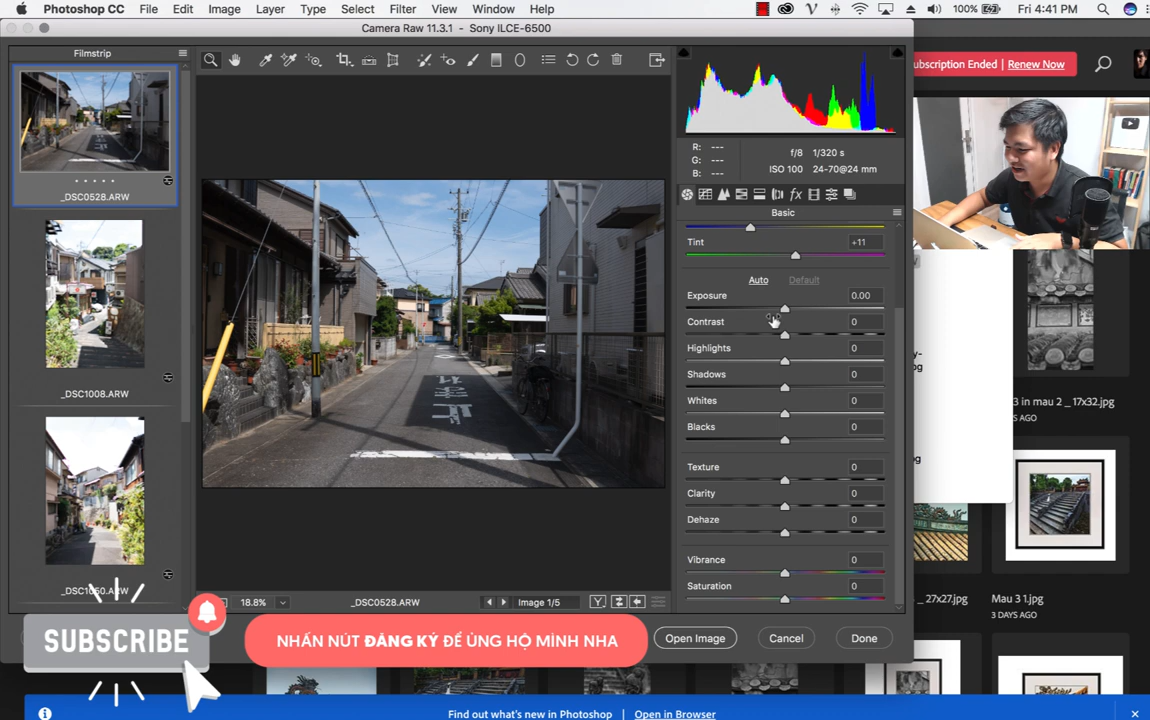 Photoshop CC File Edit Image Layer Type Select Filter View Window Help
100% Fri 4:41 PM
Camera Raw 11.3.1 - Sony ILCE-6500
Filmstrip
_DSC0528.ARW
_DSC1008.ARW
_DSC1050.ARW
R: ---
G: ---
B: ---
f/8 1/320 s
ISO 100 24-70@24 mm
Basic
Tint +11
Auto Default
Exposure 0.00
Contrast 0
Highlights 0
Shadows 0
Whites 0
Blacks 0
Texture 0
Clarity 0
Dehaze 0
Vibrance 0
Saturation 0
18.8%
_DSC0528.ARW
Image 1/5
Open Image
Cancel
Done
SUBSCRIBE
NHẤN NÚT ĐĂNG KÝ ĐỂ ỦNG HỘ MÌNH NHA
ubscription Ended | Renew Now
3 in mau 2 _ 17x32.jpg
S AGO
_ 27x27.jpg
Mau 3 1.jpg
3 DAYS AGO
Find out what's new in Photoshop | Open in Browser